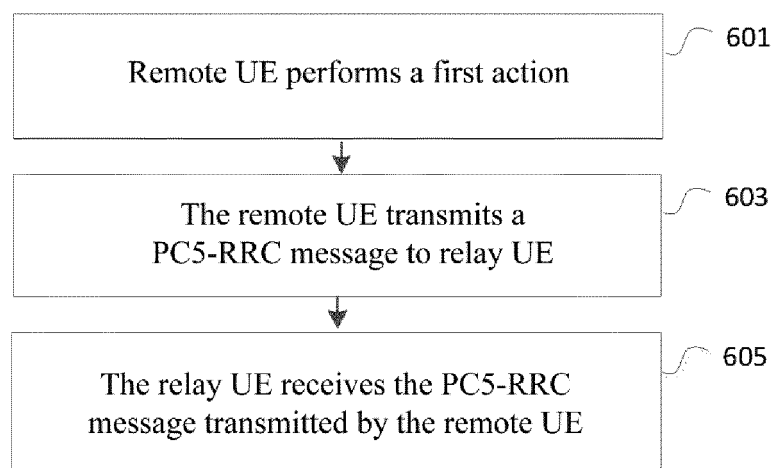 Remote UE performs a first action
601
The remote UE transmits a
PC5-RRC message to relay UE
603
The relay UE receives the PC5-RRC
message transmitted by the remote UE
605